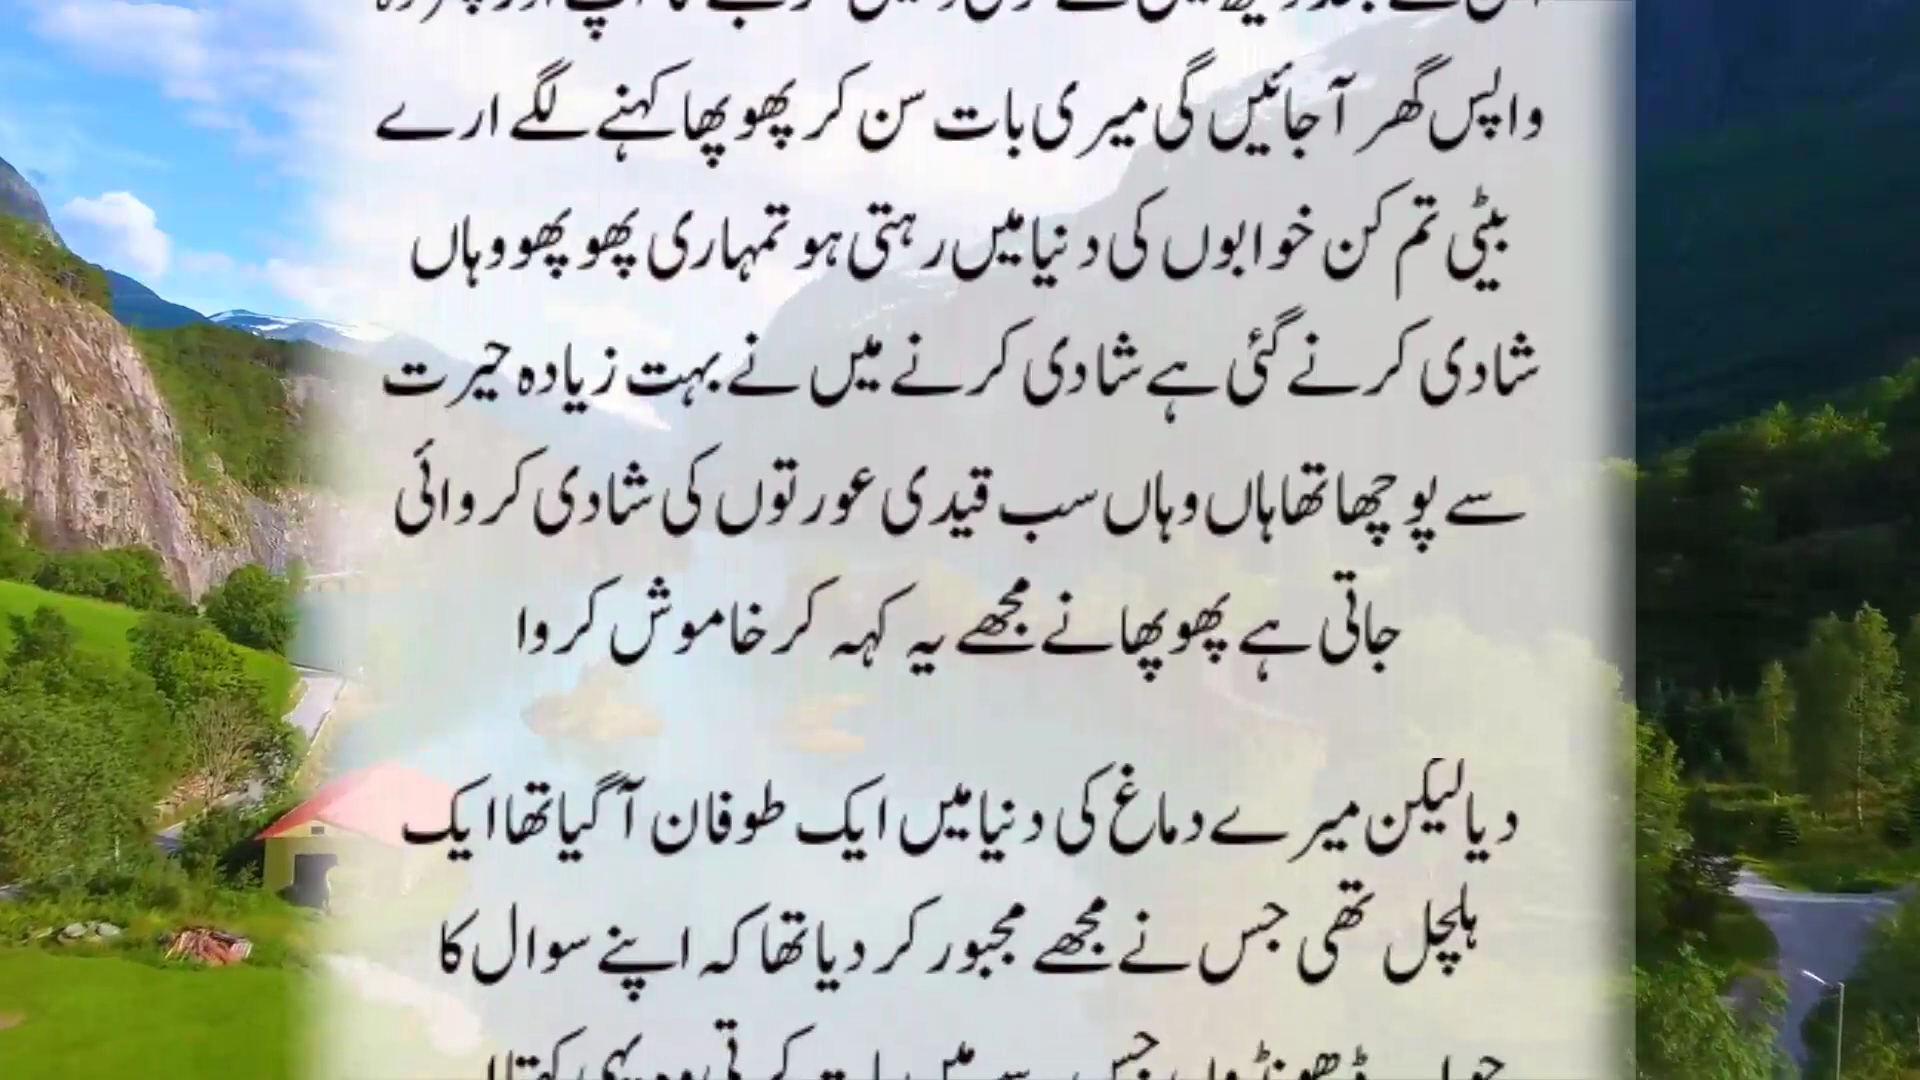 واپس گھر آجائیں گی میری بات سن کر پھوپھا کہنے لگے ارے
بیٹی تم کن خوابوں کی دنیا میں رہتی ہو تمہاری پھوپھو وہاں
شادی کرنے گئی ہے شادی کرنے میں نے بہت زیادہ حیرت
سے پوچھا تھا ہاں وہاں سب قیدی عورتوں کی شادی کروائی
جاتی ہے پھوپھا نے مجھے یہ کہہ کر خاموش کروا
دیا لیکن میرے دماغ کی دنیا میں ایک طوفان آگیا تھا ایک
ہلچل تھی جس نے مجھے مجبور کر دیا تھا کہ اپنے سوال کا